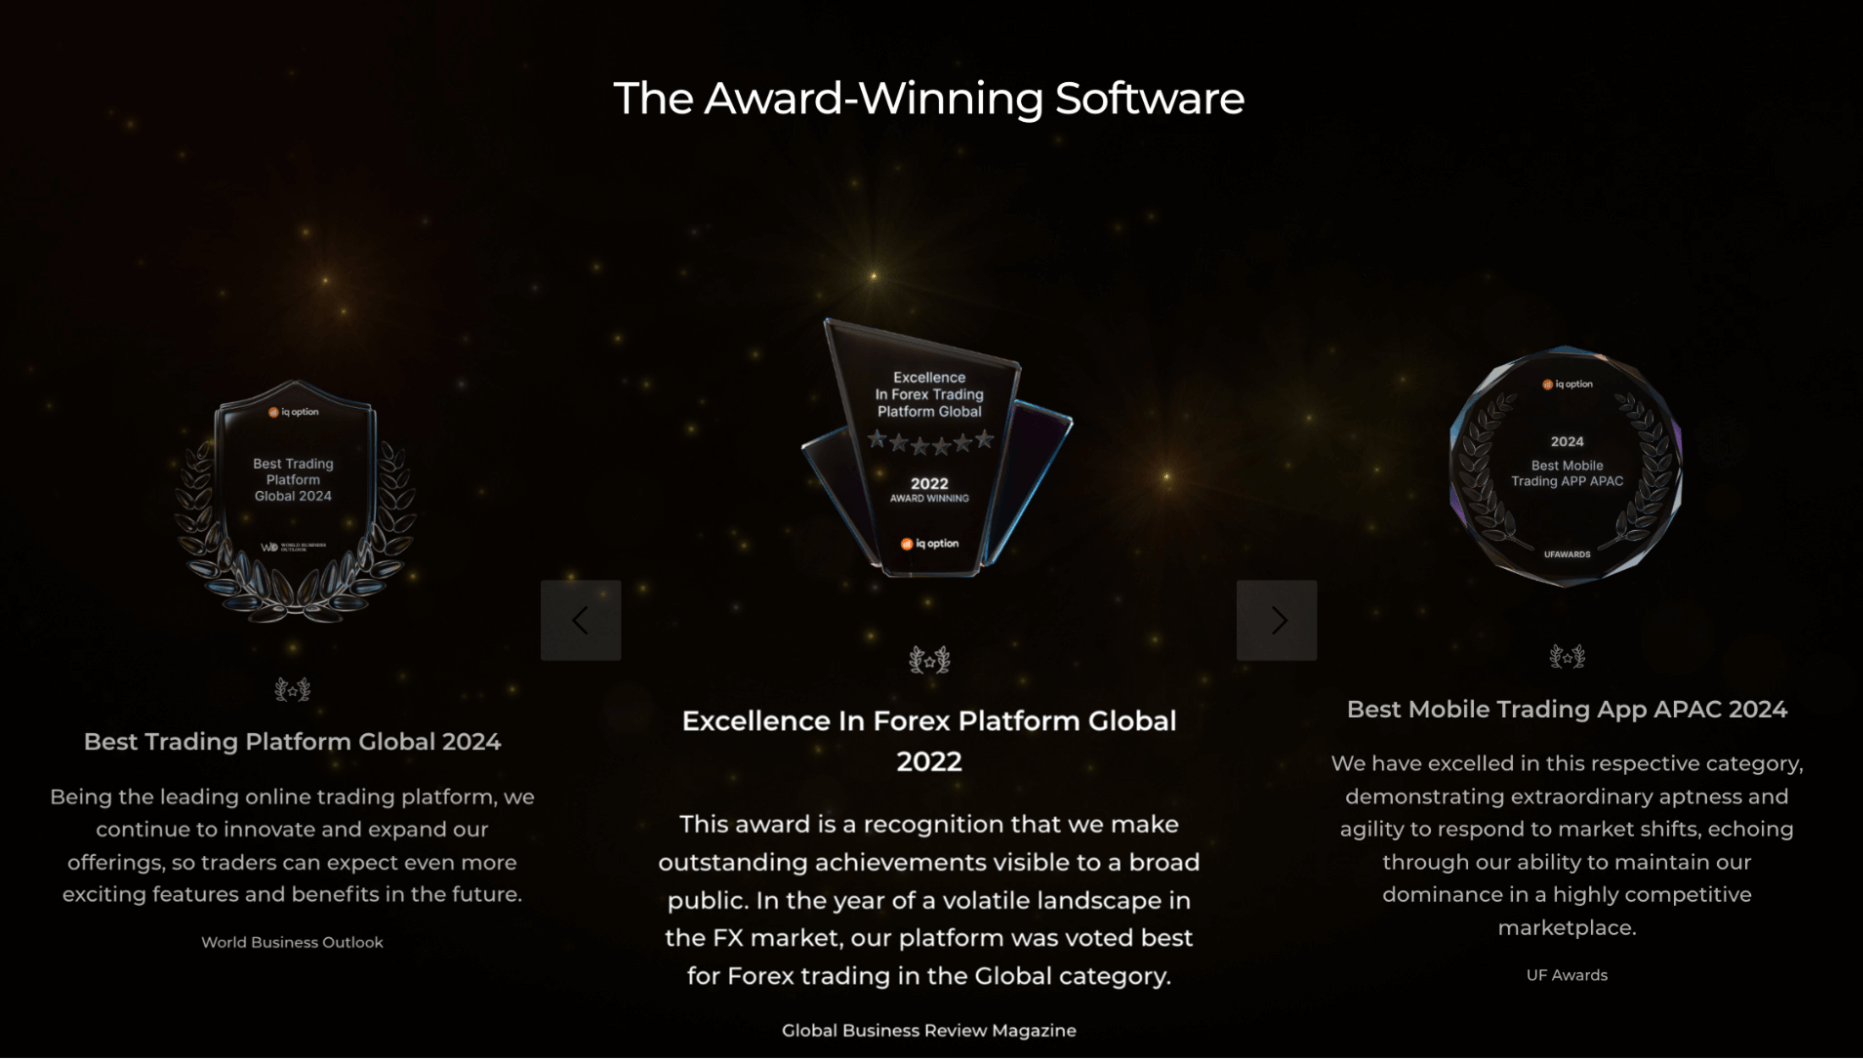 The Award-Winning Software
iq option
Best Trading
Platform
Global 2024
WORLD BUSINESS
OUTLOOK
Best Trading Platform Global 2024
Being the leading online trading platform, we
continue to innovate and expand our
offerings, so traders can expect even more
exciting features and benefits in the future.
World Business Outlook
Excellence
In Forex Trading
Platform Global
2022
AWARD WINNING
iq option
Excellence In Forex Platform Global
2022
This award is a recognition that we make
outstanding achievements visible to a broad
public. In the year of a volatile landscape in
the FX market, our platform was voted best
for Forex trading in the Global category.
Global Business Review Magazine
iq option
2024
Best Mobile
Trading APP APAC
UFAWARDS
Best Mobile Trading App APAC 2024
We have excelled in this respective category,
demonstrating extraordinary aptness and
agility to respond to market shifts, echoing
through our ability to maintain our
dominance in a highly competitive
marketplace.
UF Awards